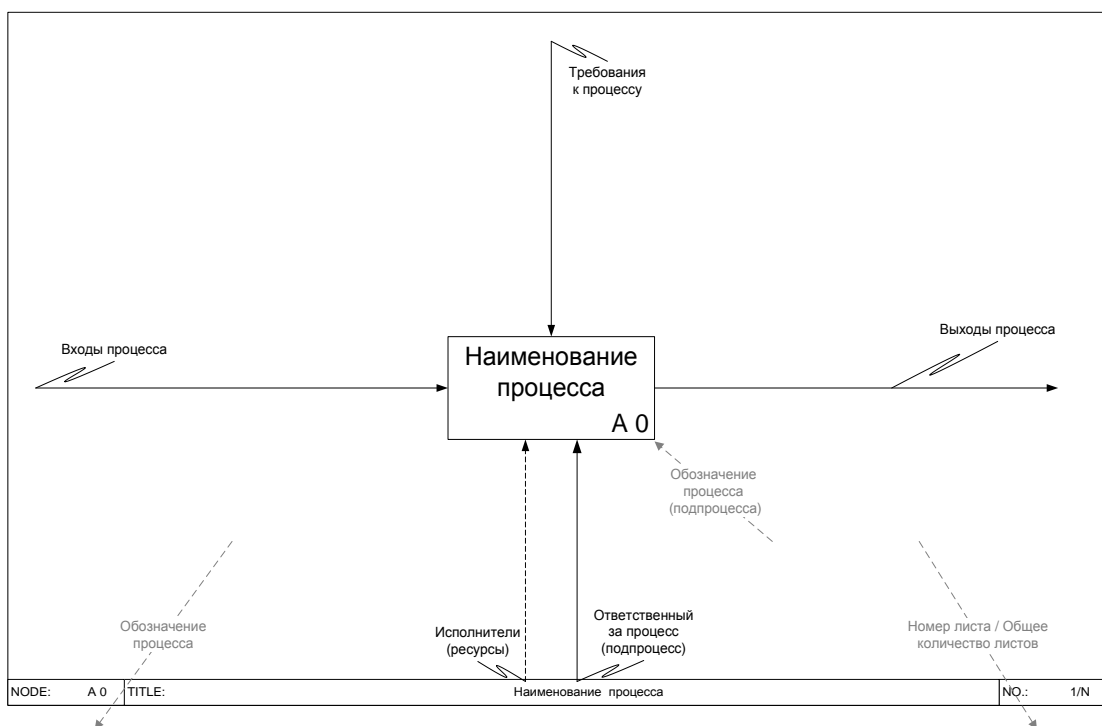 Требования
к процессу
Входы процесса
Выходы процесса
Наименование
процесса
А 0
Обозначение
процесса
(подпроцесса)
Обозначение
процесса
Исполнители
(ресурсы)
Ответственный
за процесс
(подпроцесс)
Номер листа / Общее
количество листов
NODE: А 0 TITLE: Наименование процесса NO.: 1/N